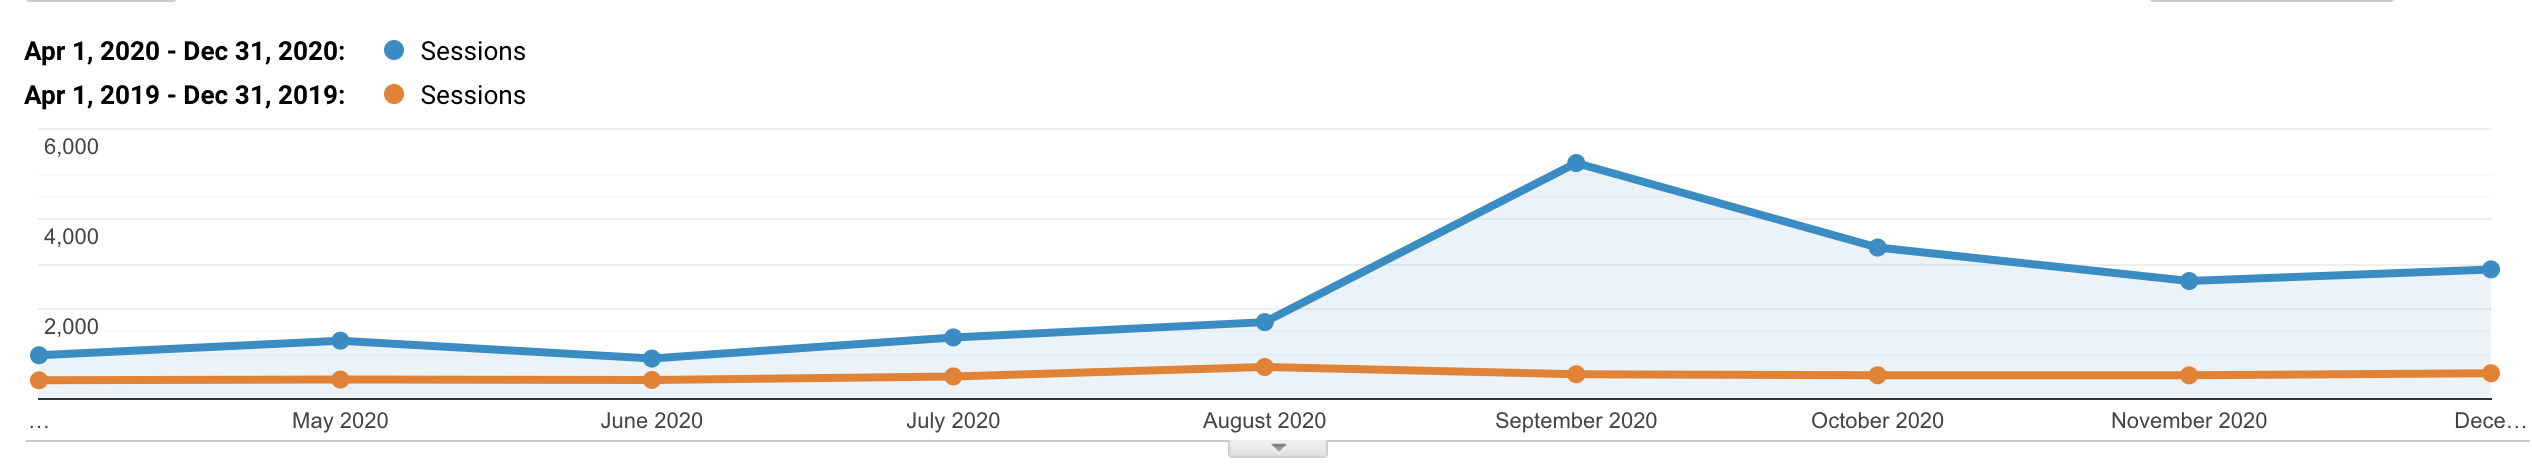 Apr 1, 2020 - Dec 31, 2020: Sessions
Apr 1, 2019 - Dec 31, 2019: Sessions
6,000
4,000
2,000
... May 2020 June 2020 July 2020 August 2020 September 2020 October 2020 November 2020 Dece...